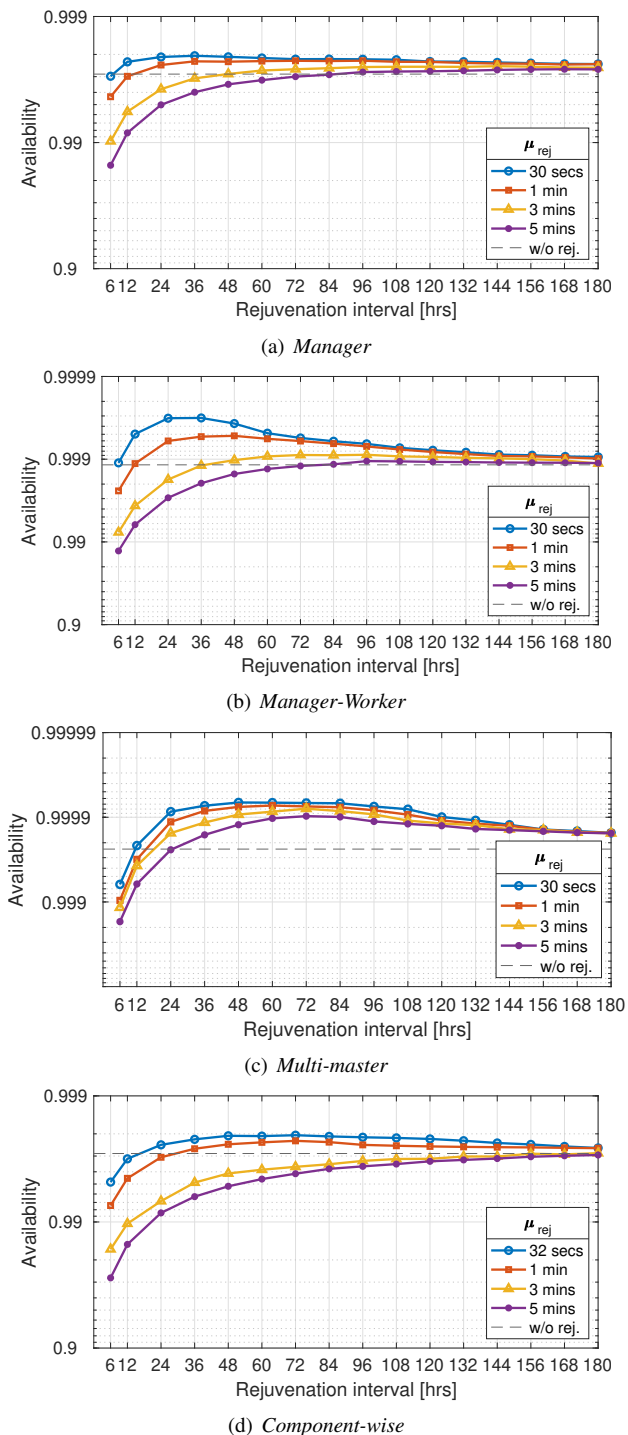 0.999
0.99
0.9
Availability
μ rej
30 secs
1 min
3 mins
5 mins
w/o rej.
6 12 24 36 48 60 72 84 96 108 120 132 144 156 168 180
Rejuvenation interval [hrs]
(a) Manager
0.9999
0.999
0.99
0.9
Availability
μ rej
30 secs
1 min
3 mins
5 mins
w/o rej.
6 12 24 36 48 60 72 84 96 108 120 132 144 156 168 180
Rejuvenation interval [hrs]
(b) Manager-Worker
0.99999
0.9999
0.999
Availability
μ rej
30 secs
1 min
3 mins
5 mins
w/o rej.
6 12 24 36 48 60 72 84 96 108 120 132 144 156 168 180
Rejuvenation interval [hrs]
(c) Multi-master
0.999
0.99
0.9
Availability
μ rej
32 secs
1 min
3 mins
5 mins
w/o rej.
6 12 24 36 48 60 72 84 96 108 120 132 144 156 168 180
Rejuvenation interval [hrs]
(d) Component-wise